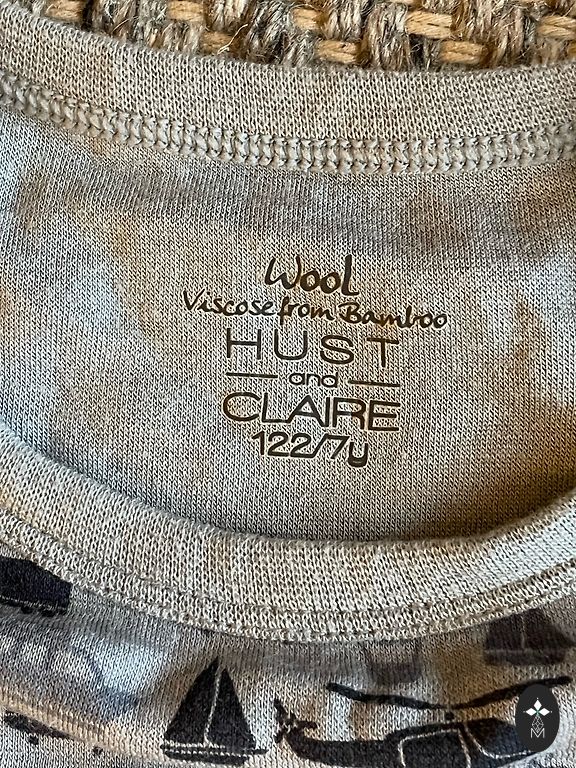 Wool
Viscose from Bamboo
HUST
and
CLAIRE
122/7y
M